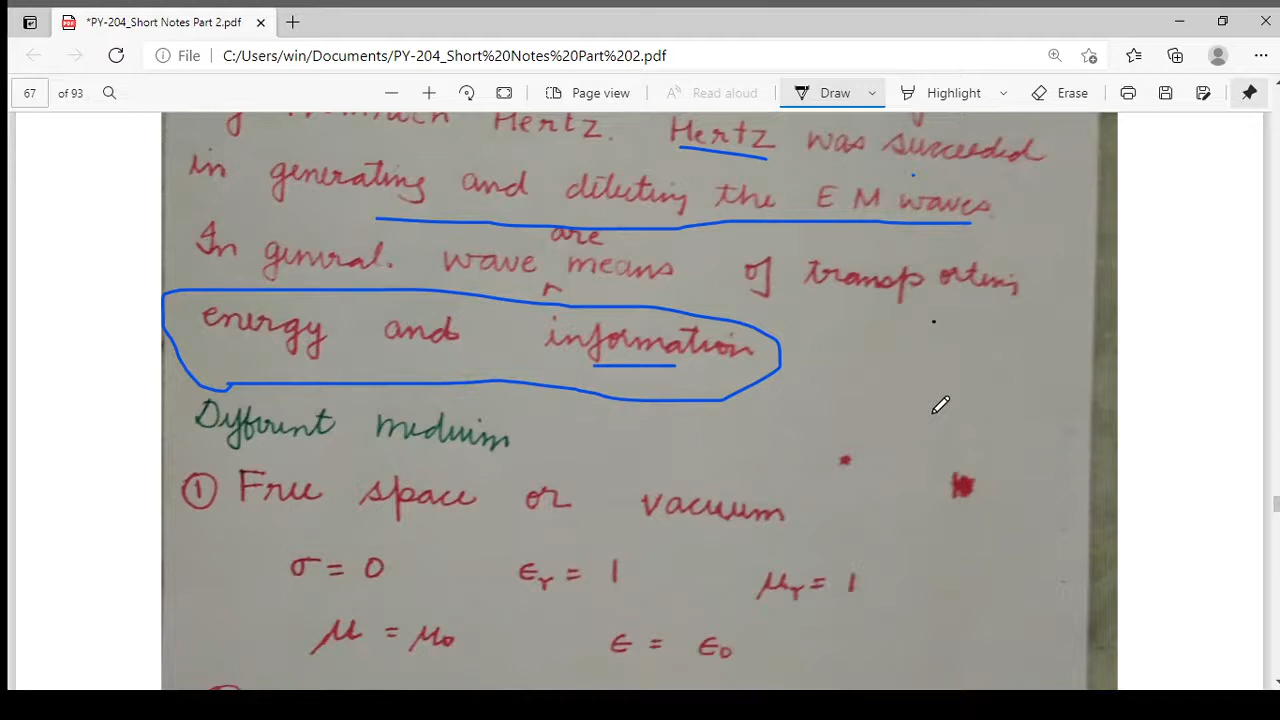 *PY-204_Short Notes Part 2.pdf
File C:/Users/win/Documents/PY-204_Short%20Notes%20Part%202.pdf
67 of 93 Page view Read aloud Draw Highlight Erase
Hertz. Hertz was succeeded
in generating and ditecting the E M waves.
are
In general. wave means of transporting
energy and information
Different medium
① Free space or vacuum
σ = 0 ϵr = 1 μr = 1
μ = μ0 ϵ = ϵ0